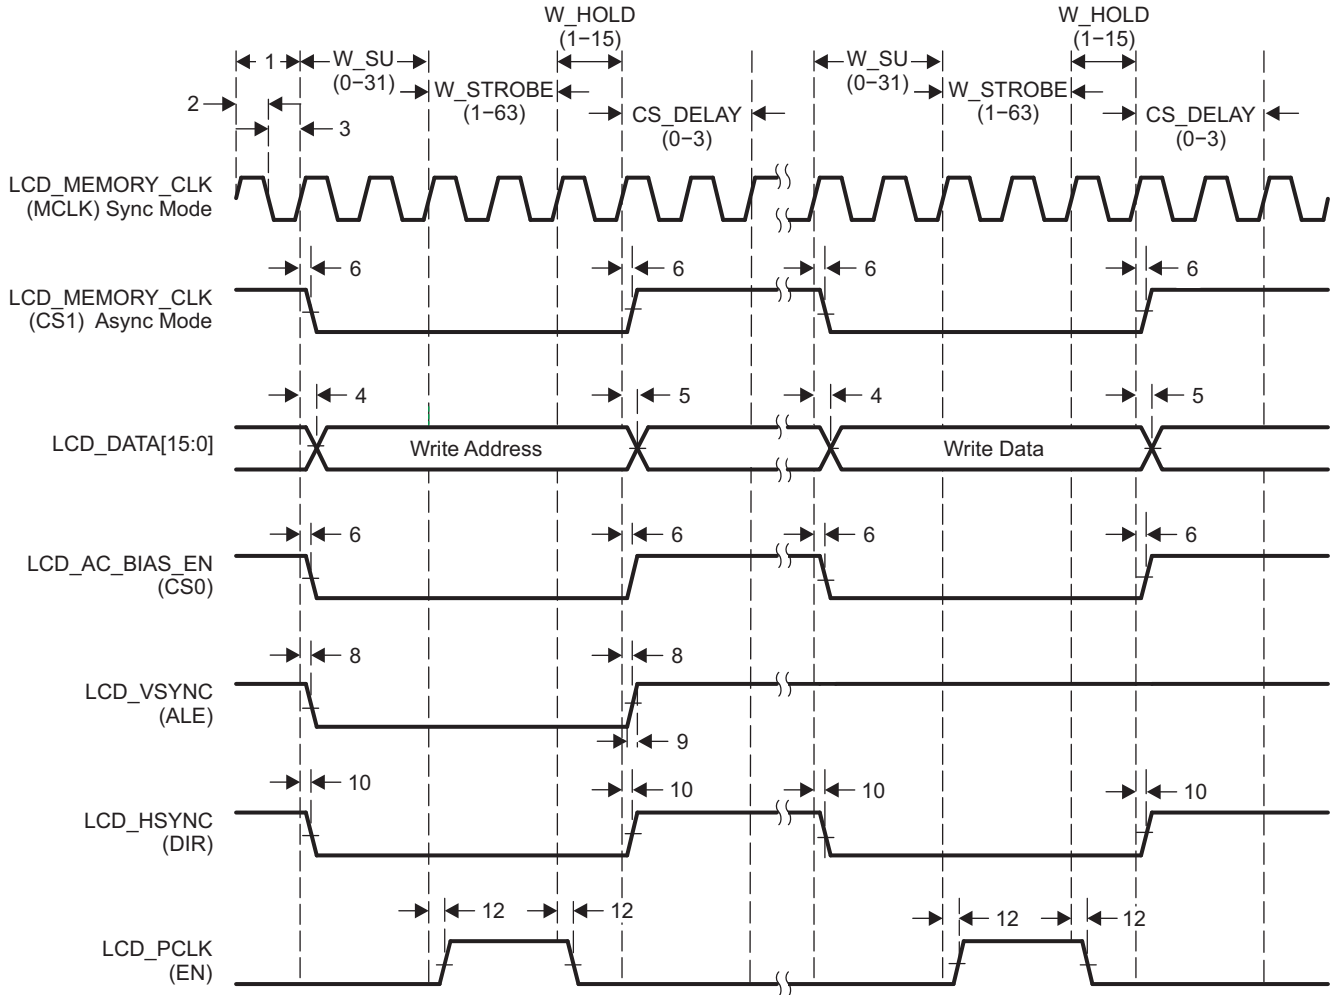 W_HOLD
(1−15)
W_HOLD
(1−15)
1
W_SU
(0−31)
W_SU
(0−31)
2
W_STROBE
(1−63)
W_STROBE
(1−63)
3
CS_DELAY
(0−3)
CS_DELAY
(0−3)
LCD_MEMORY_CLK
(MCLK) Sync Mode
6 6 6 6
LCD_MEMORY_CLK
(CS1) Async Mode
4 5 4 5
LCD_DATA[15:0]
Write Address
Write Data
6 6 6 6
LCD_AC_BIAS_EN
(CS0)
8 8
LCD_VSYNC
(ALE)
9
10 10 10 10
LCD_HSYNC
(DIR)
12 12 12 12
LCD_PCLK
(EN)